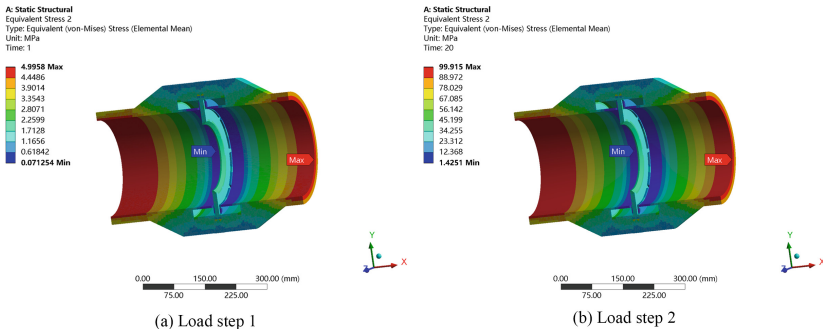 A: Static Structural
Equivalent Stress 2
Type: Equivalent (von-Mises) Stress (Elemental Mean)
Unit: MPa
Time: 1
4.9958 Max
4.4486
3.9014
3.3543
2.8071
2.2599
1.7128
1.1656
0.61842
0.071254 Min
Min
Max
Y
X
Z
0.00 150.00 300.00 (mm)
75.00 225.00
(a) Load step 1
A: Static Structural
Equivalent Stress 2
Type: Equivalent (von-Mises) Stress (Elemental Mean)
Unit: MPa
Time: 20
99.915 Max
88.972
78.029
67.085
56.142
45.199
34.255
23.312
12.368
1.4251 Min
Min
Max
Y
X
Z
0.00 150.00 300.00 (mm)
75.00 225.00
(b) Load step 2